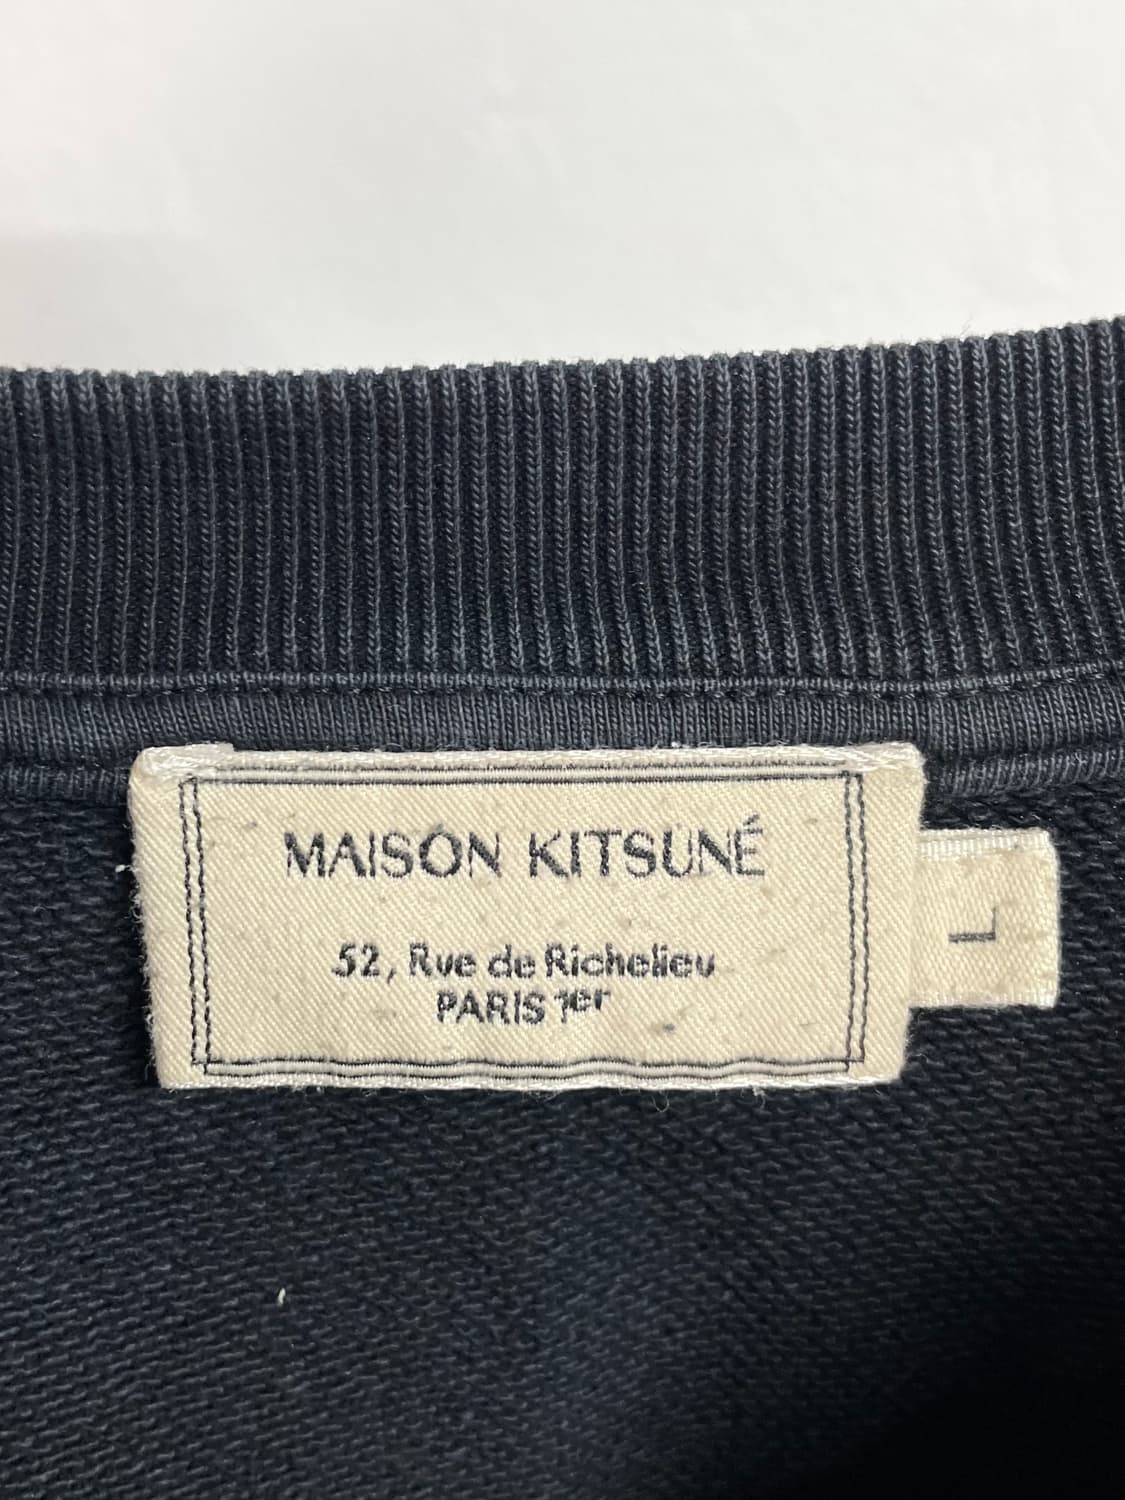 MAISON KITSUNÉ
52, Rue de Richelieu
PARIS 1er
L